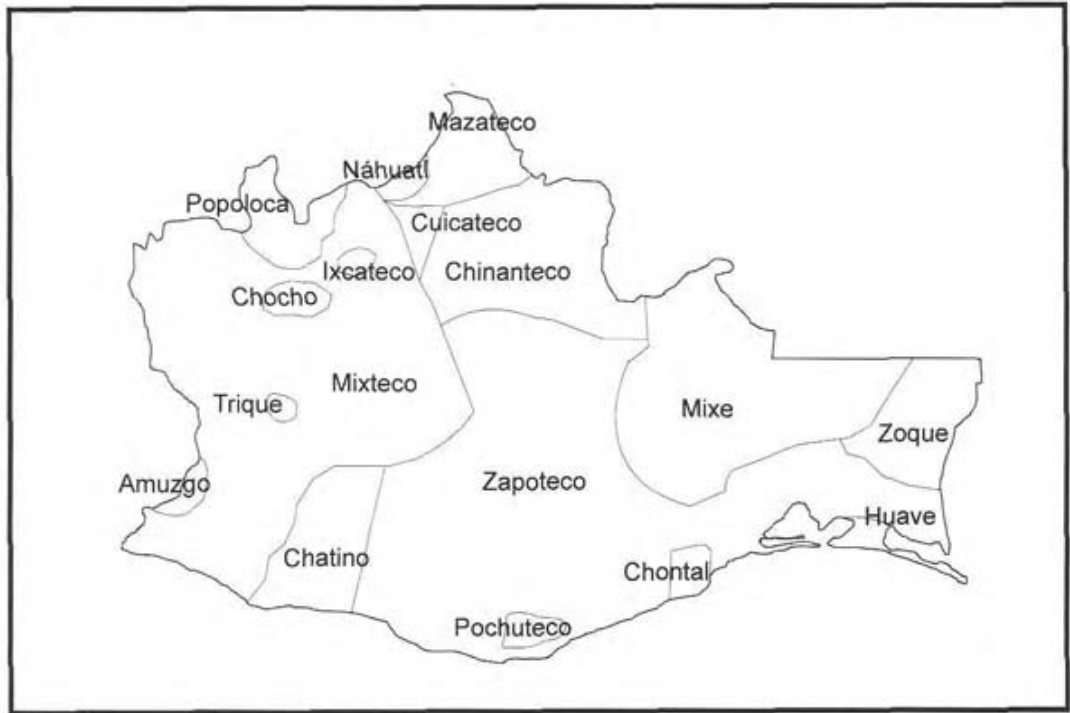 Mazateco
Náhuatl
Popoloca
Cuicateco
Ixcateco
Chinanteco
Chocho
Mixteco
Trique
Mixe
Zoque
Amuzgo
Zapoteco
Huave
Chatino
Chontal
Pochuteco